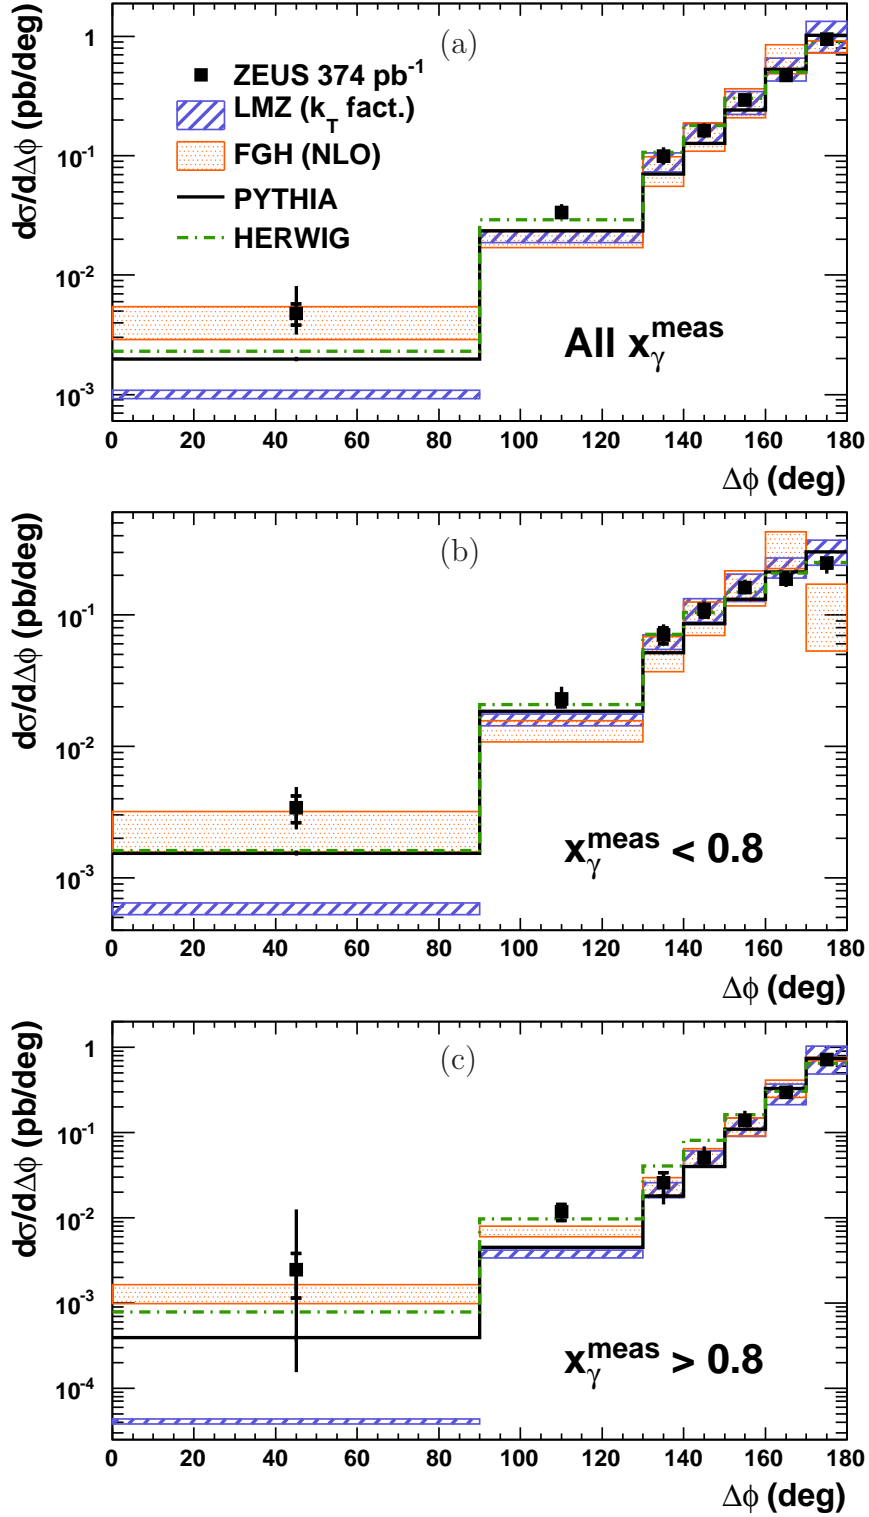 (a)
dσ/dΔφ (pb/deg)
1
10⁻¹
10⁻²
10⁻³
ZEUS 374 pb⁻¹
LMZ (k_T fact.)
FGH (NLO)
PYTHIA
HERWIG
All x_γ^meas
0 20 40 60 80 100 120 140 160 180
Δφ (deg)
(b)
dσ/dΔφ (pb/deg)
10⁻¹
10⁻²
10⁻³
x_γ^meas < 0.8
0 20 40 60 80 100 120 140 160 180
Δφ (deg)
(c)
dσ/dΔφ (pb/deg)
1
10⁻¹
10⁻²
10⁻³
10⁻⁴
x_γ^meas > 0.8
0 20 40 60 80 100 120 140 160 180
Δφ (deg)